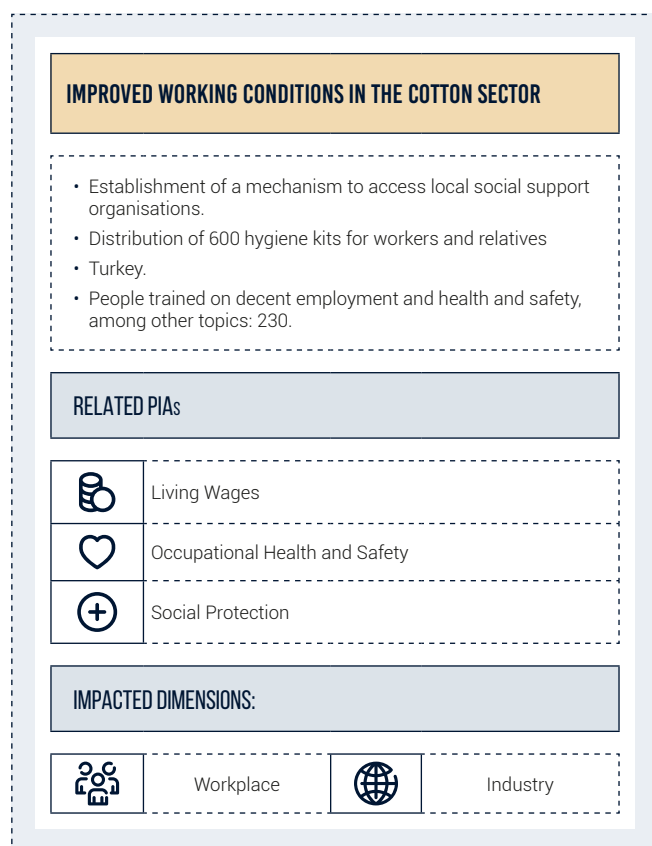 IMPROVED WORKING CONDITIONS IN THE COTTON SECTOR
• Establishment of a mechanism to access local social support
organisations.
• Distribution of 600 hygiene kits for workers and relatives
• Turkey.
• People trained on decent employment and health and safety,
among other topics: 230.
RELATED PIAs
Living Wages
Occupational Health and Safety
Social Protection
IMPACTED DIMENSIONS:
Workplace
Industry